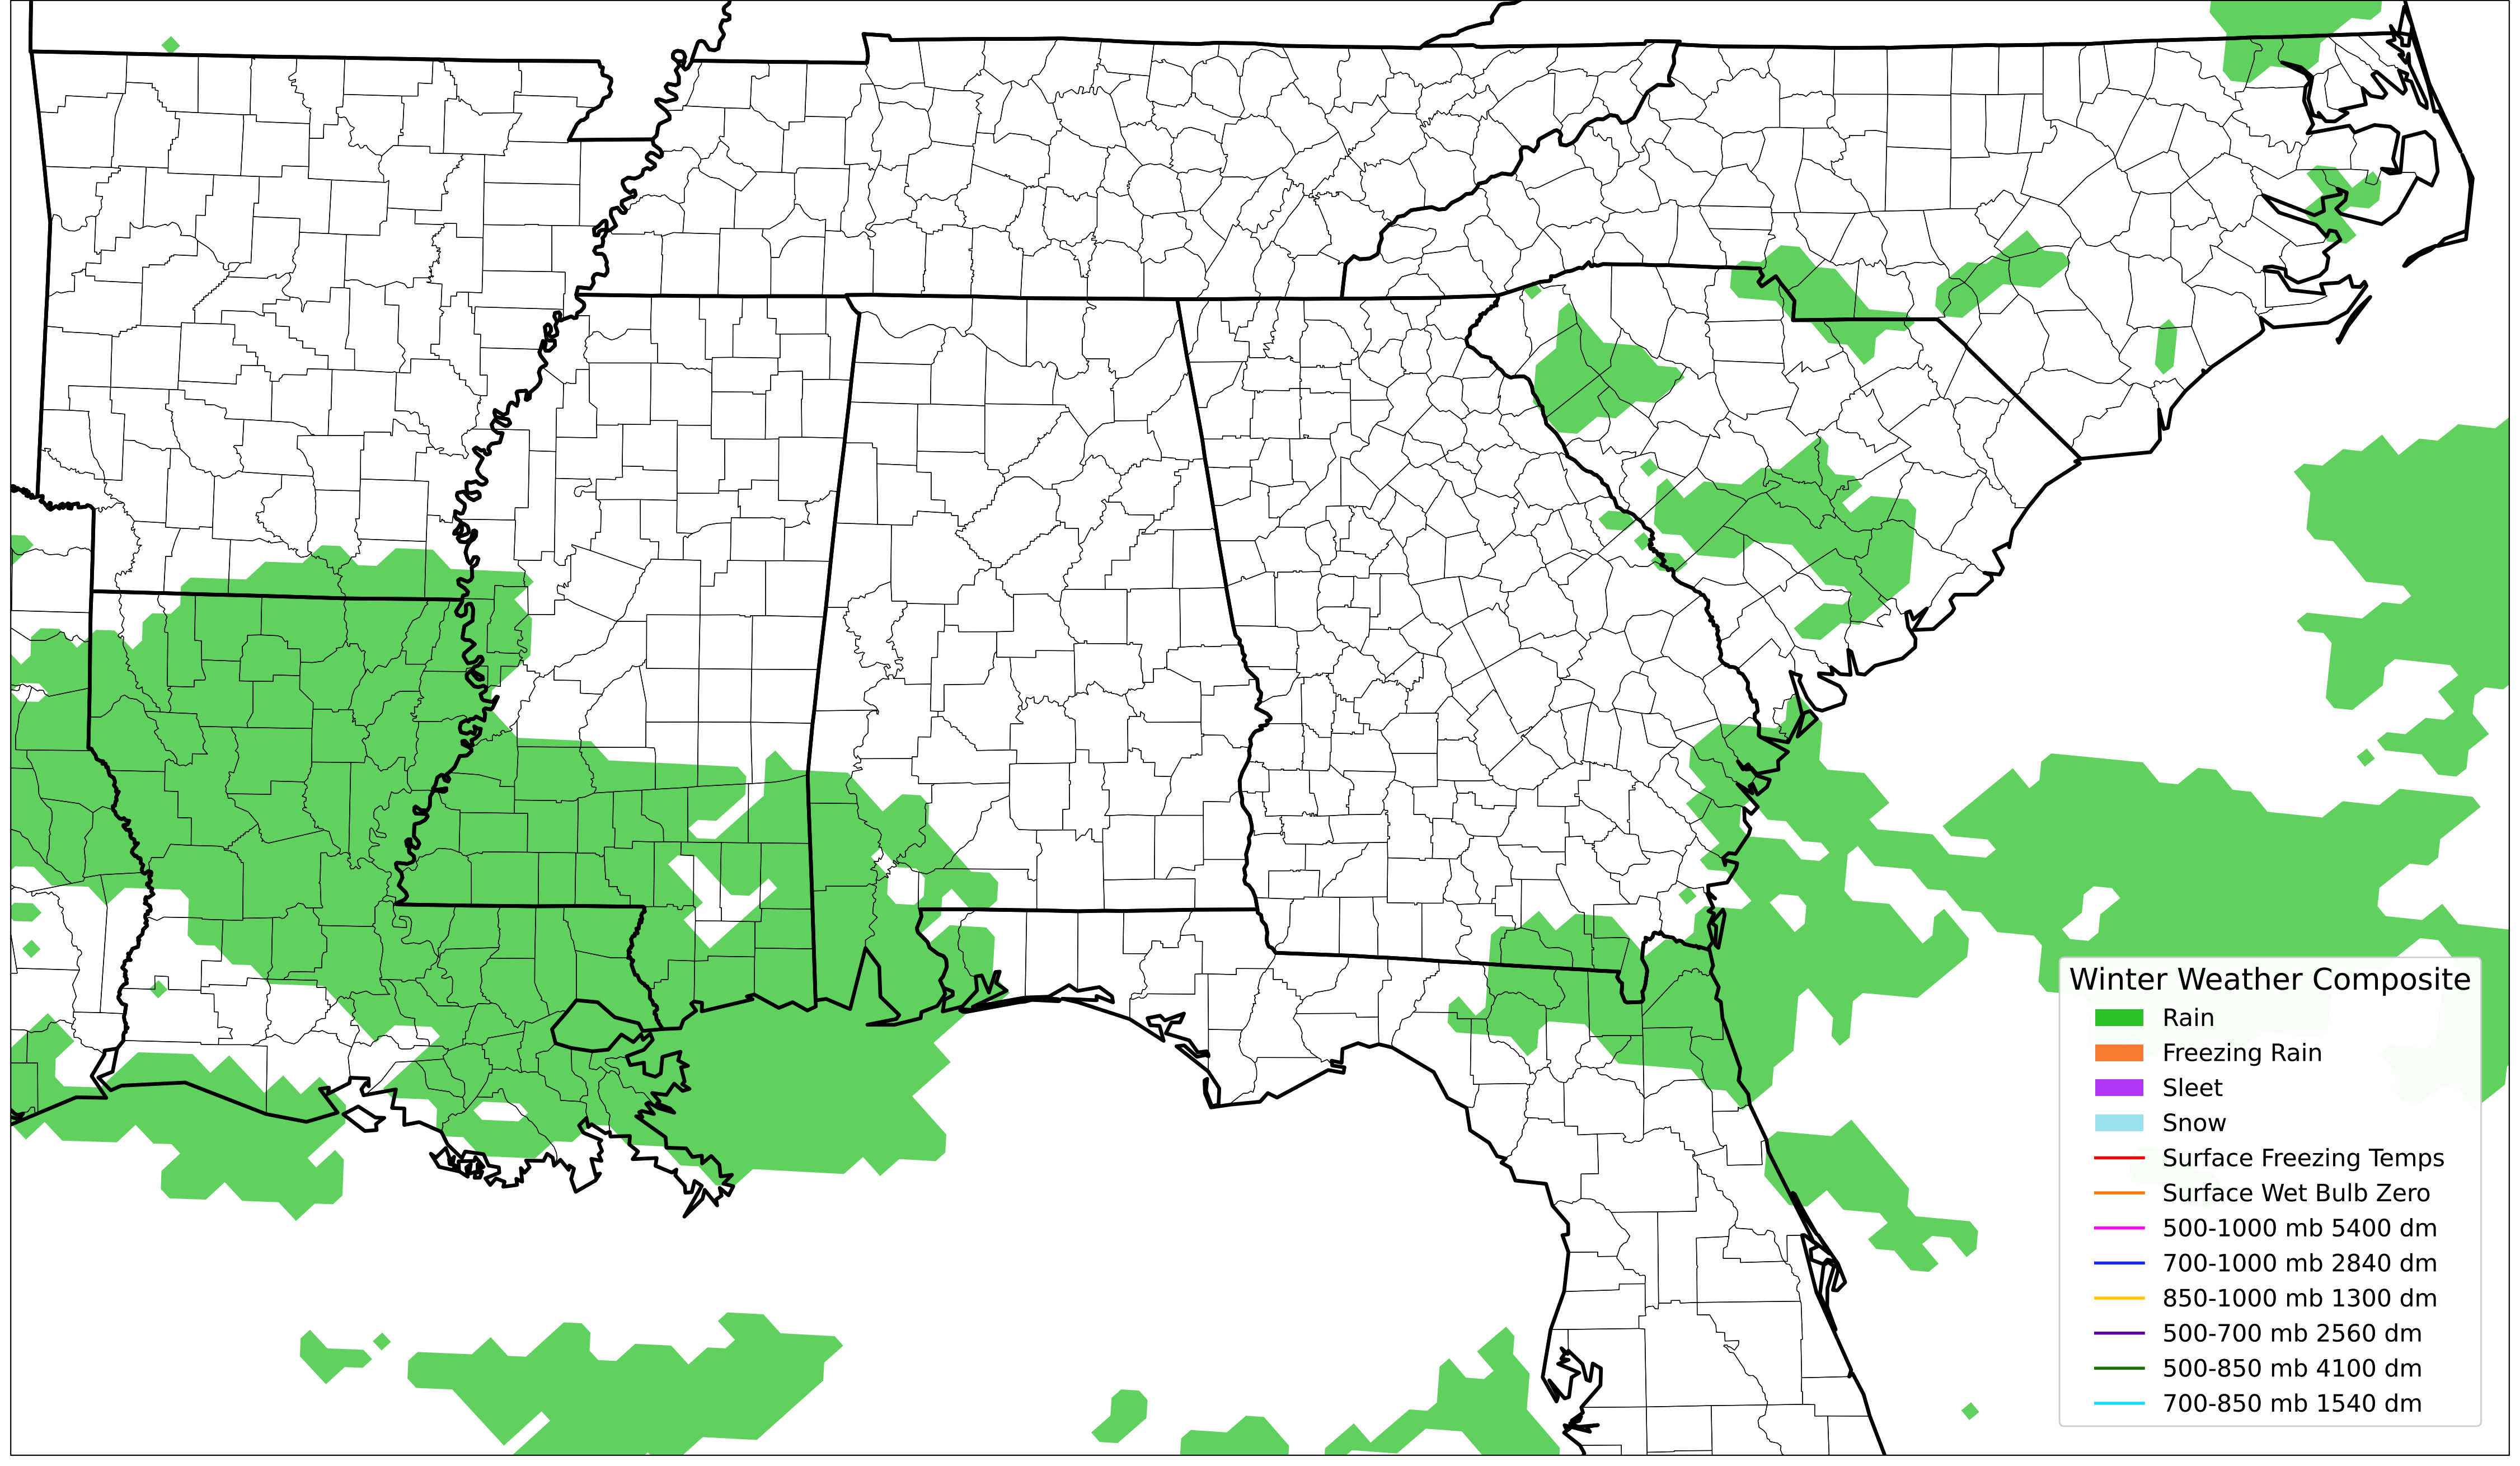 Winter Weather Composite
Rain
Freezing Rain
Sleet
Snow
Surface Freezing Temps
Surface Wet Bulb Zero
500-1000 mb 5400 dm
700-1000 mb 2840 dm
850-1000 mb 1300 dm
500-700 mb 2560 dm
500-850 mb 4100 dm
700-850 mb 1540 dm